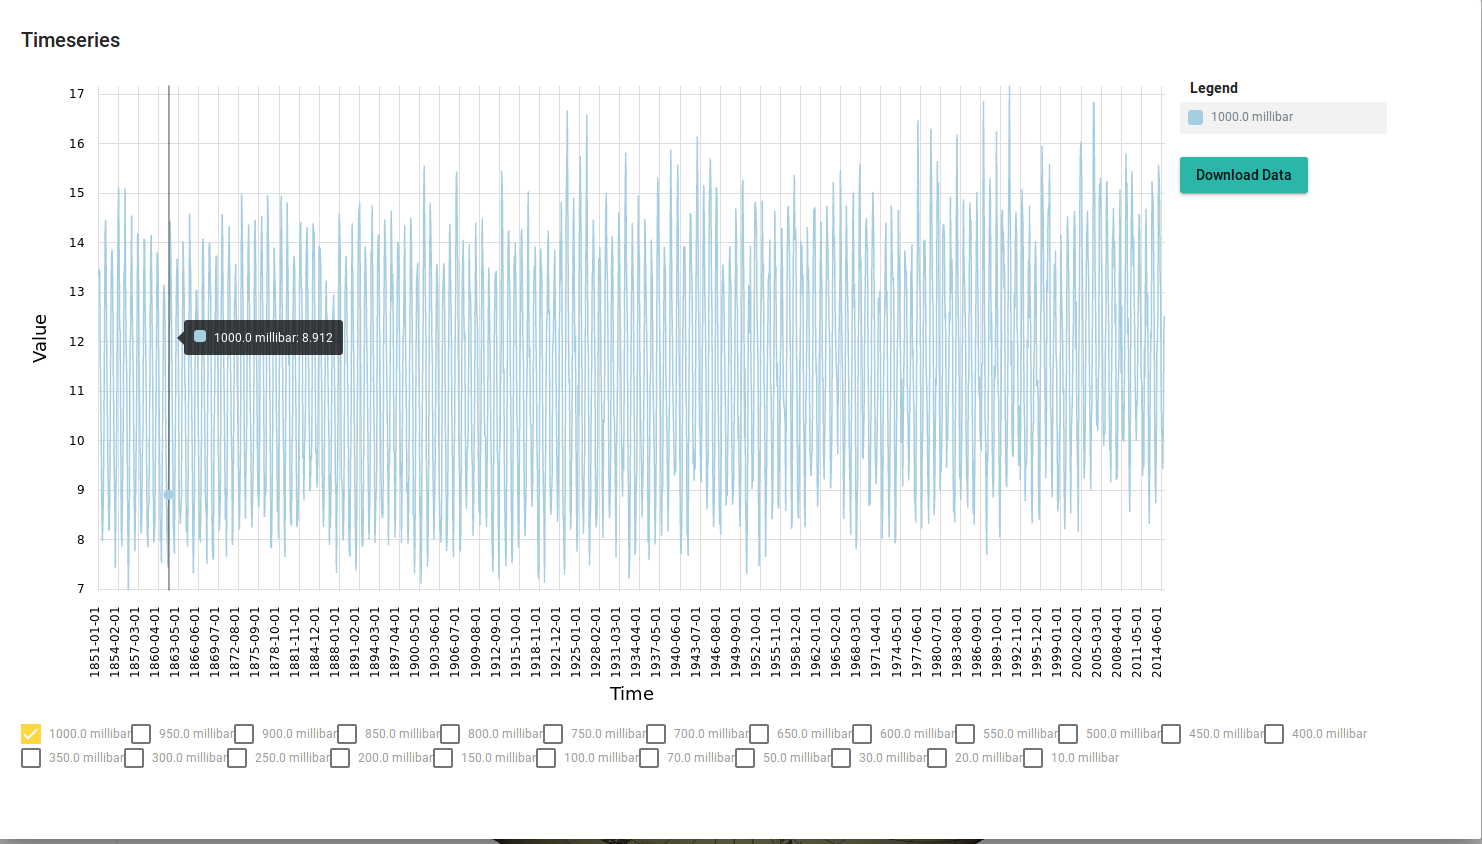 Timeseries
Legend
1000.0 millibar
Download Data
17
16
15
14
13
12
11
10
9
8
7
Value
1000.0 millibar: 8.912
1851-01-01 1854-02-01 1857-03-01 1860-04-01 1863-05-01 1866-06-01 1869-07-01 1872-08-01 1875-09-01 1878-10-01 1881-11-01 1884-12-01 1888-01-01 1891-02-01 1894-03-01 1897-04-01 1900-05-01 1903-06-01 1906-07-01 1909-08-01 1912-09-01 1915-10-01 1918-11-01 1921-12-01 1925-01-01 1928-02-01 1931-03-01 1934-04-01 1937-05-01 1940-06-01 1943-07-01 1946-08-01 1949-09-01 1952-10-01 1955-11-01 1958-12-01 1962-01-01 1965-02-01 1968-03-01 1971-04-01 1974-05-01 1977-06-01 1980-07-01 1983-08-01 1986-09-01 1989-10-01 1992-11-01 1995-12-01 1999-01-01 2002-02-01 2005-03-01 2008-04-01 2011-05-01 2014-06-01
Time
1000.0 millibar 950.0 millibar 900.0 millibar 850.0 millibar 800.0 millibar 750.0 millibar 700.0 millibar 650.0 millibar 600.0 millibar 550.0 millibar 500.0 millibar 450.0 millibar 400.0 millibar
350.0 millibar 300.0 millibar 250.0 millibar 200.0 millibar 150.0 millibar 100.0 millibar 70.0 millibar 50.0 millibar 30.0 millibar 20.0 millibar 10.0 millibar